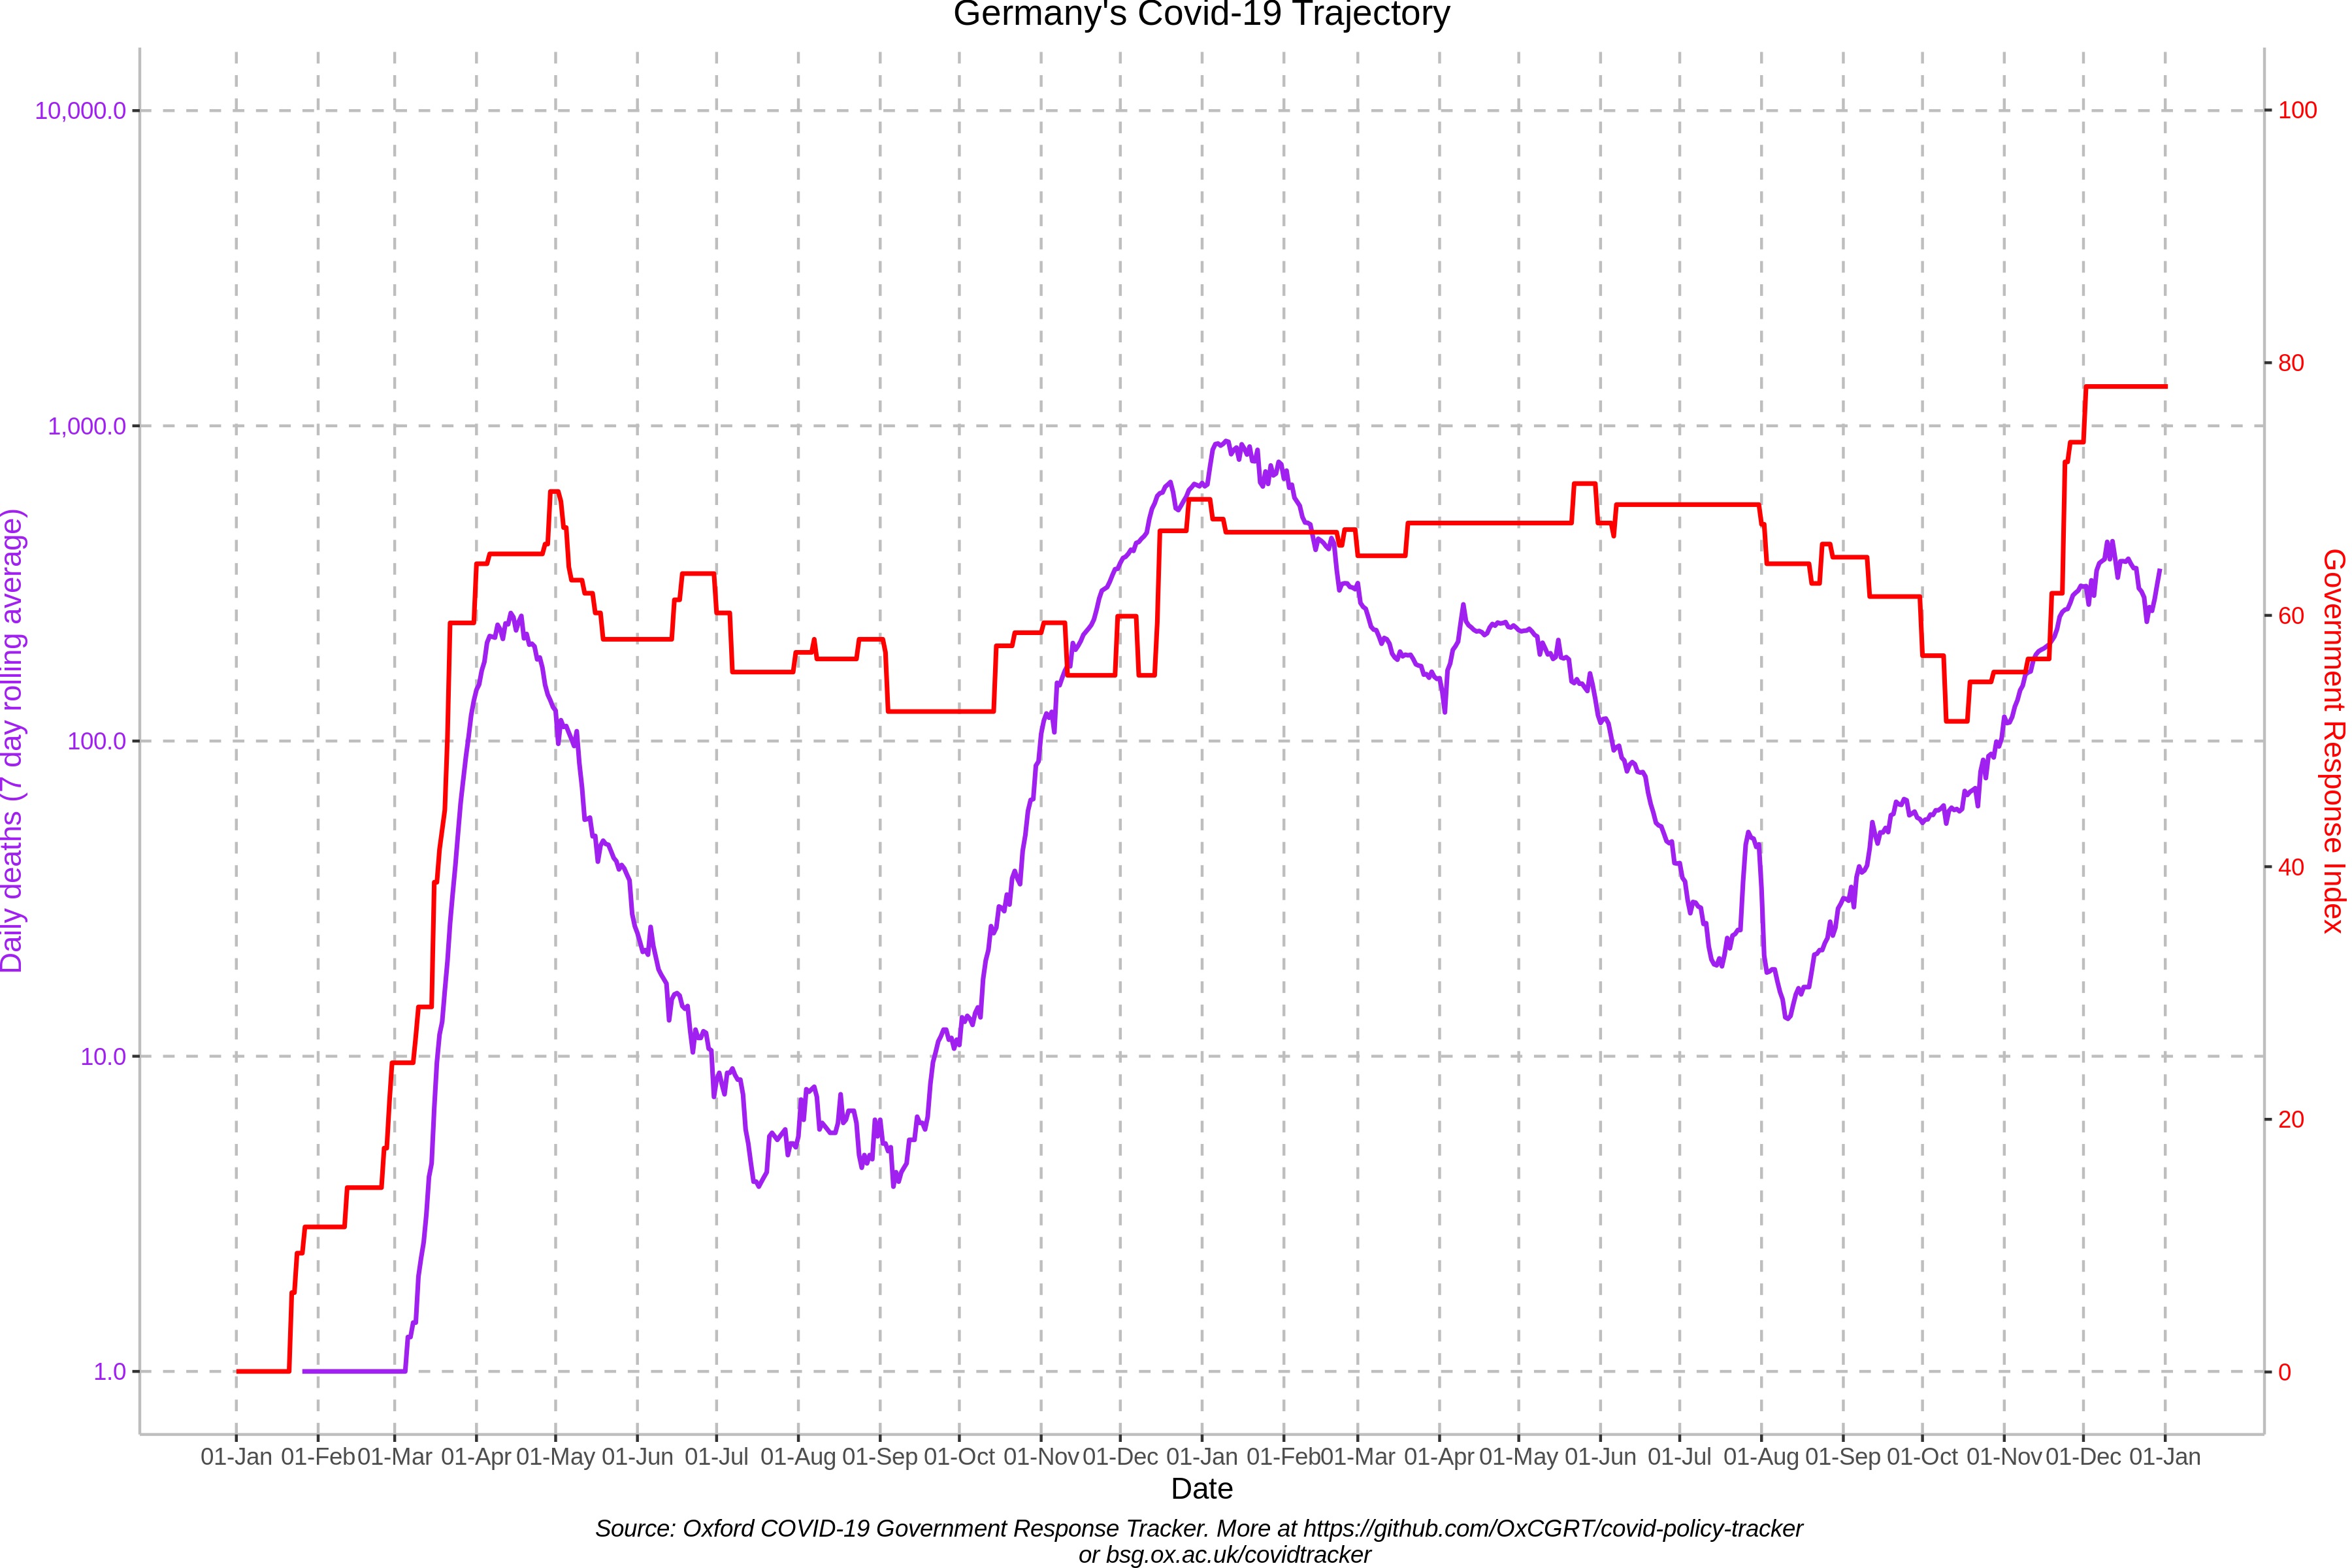 Germany's Covid-19 Trajectory
Daily deaths (7 day rolling average)
10,000.0
1,000.0
100.0
10.0
1.0
100
80
60
40
20
0
Government Response Index
01-Jan 01-Feb 01-Mar 01-Apr 01-May 01-Jun 01-Jul 01-Aug 01-Sep 01-Oct 01-Nov 01-Dec 01-Jan 01-Feb 01-Mar 01-Apr 01-May 01-Jun 01-Jul 01-Aug 01-Sep 01-Oct 01-Nov 01-Dec 01-Jan
Date
Source: Oxford COVID-19 Government Response Tracker. More at https://github.com/OxCGRT/covid-policy-tracker
or bsg.ox.ac.uk/covidtracker